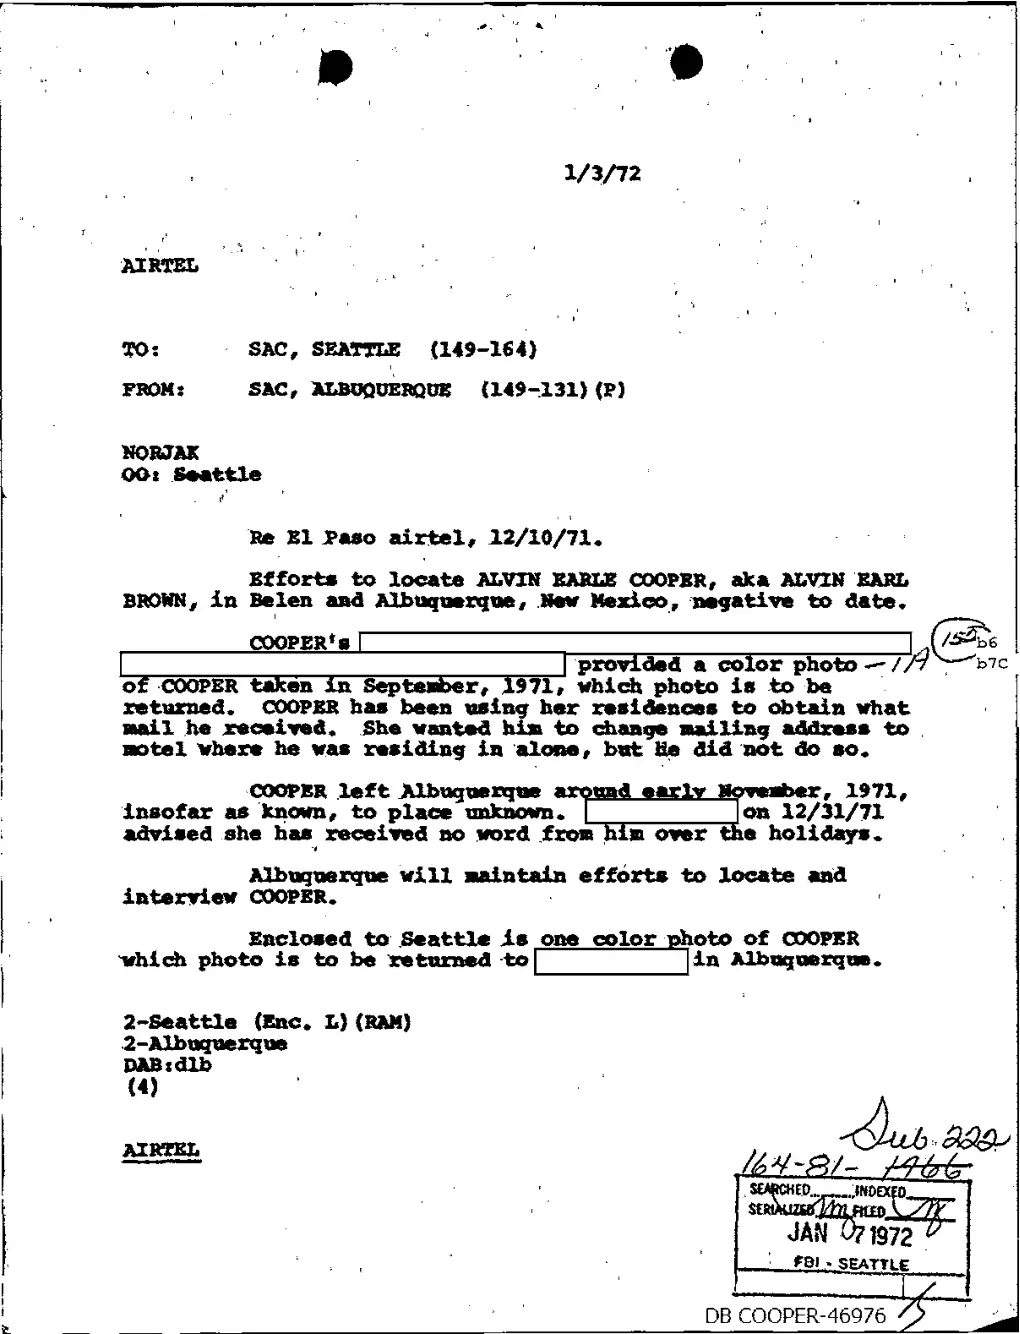 1/3/72
AIRTEL
TO: SAC, SEATTLE (149-164)
FROM: SAC, ALBUQUERQUE (149-131)(P)
NORJAK
OO: Seattle
Re El Paso airtel, 12/10/71.
Efforts to locate ALVIN EARLE COOPER, aka ALVIN EARL
BROWN, in Belen and Albuquerque, New Mexico, negative to date.
COOPER's
b6
provided a color photo — 1A
b7C
of COOPER taken in September, 1971, which photo is to be
returned. COOPER has been using her residences to obtain what
mail he received. She wanted him to change mailing address to
motel where he was residing in alone, but he did not do so.
COOPER left Albuquerque around early November, 1971,
insofar as known, to place unknown. on 12/31/71
advised she has received no word from him over the holidays.
Albuquerque will maintain efforts to locate and
interview COOPER.
Enclosed to Seattle is one color photo of COOPER
which photo is to be returned to in Albuquerque.
2-Seattle (Enc. 1)(RAM)
2-Albuquerque
DAB:dlb
(4)
AIRTEL
Sub 222
164-81- 1466
SEARCHED INDEXED
SERIALIZED FILED
JAN 07 1972
FBI - SEATTLE
DB COOPER-46976